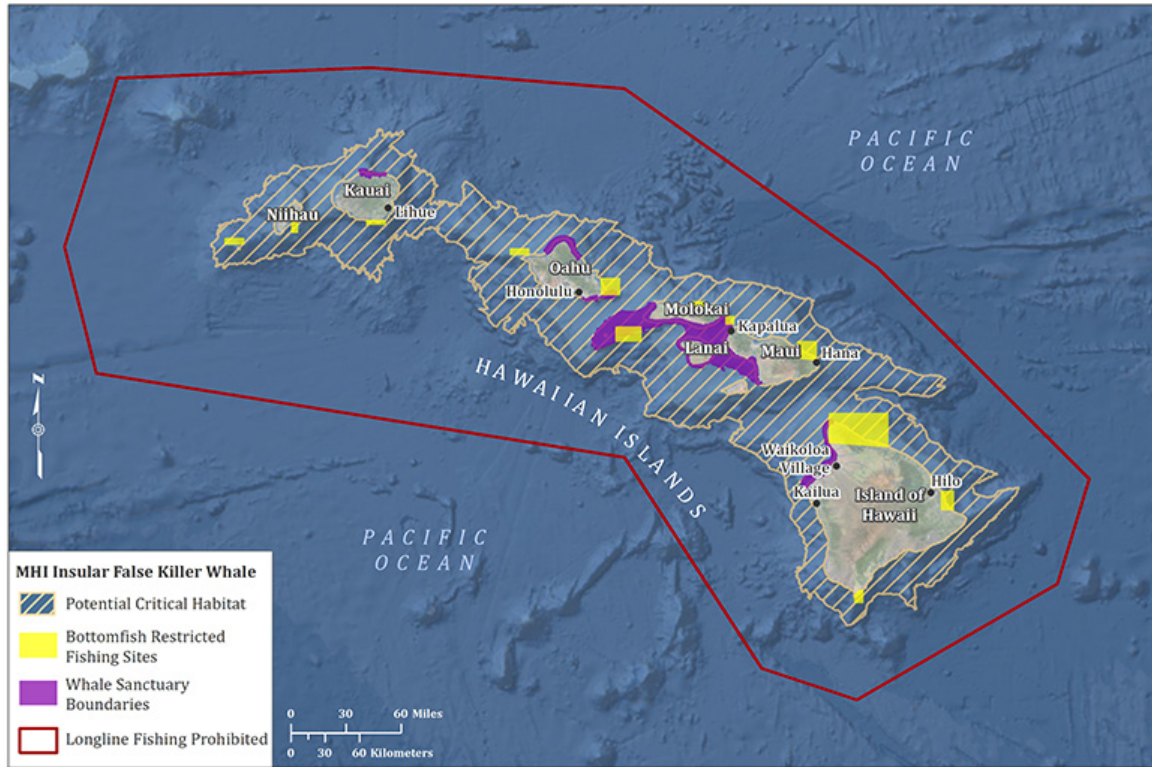 PACIFIC
OCEAN
Kauai
Niihau
Lihue
Oahu
Honolulu
Molokai
Kapalua
Lanai
Maui
Hana
HAWAIIAN ISLANDS
N
Waikoloa
Village
Kailua
Hilo
Island of
Hawaii
PACIFIC
OCEAN
MHI Insular False Killer Whale
Potential Critical Habitat
Bottomfish Restricted
Fishing Sites
Whale Sanctuary
Boundaries
Longline Fishing Prohibited
0 30 60 Miles
0 30 60 Kilometers